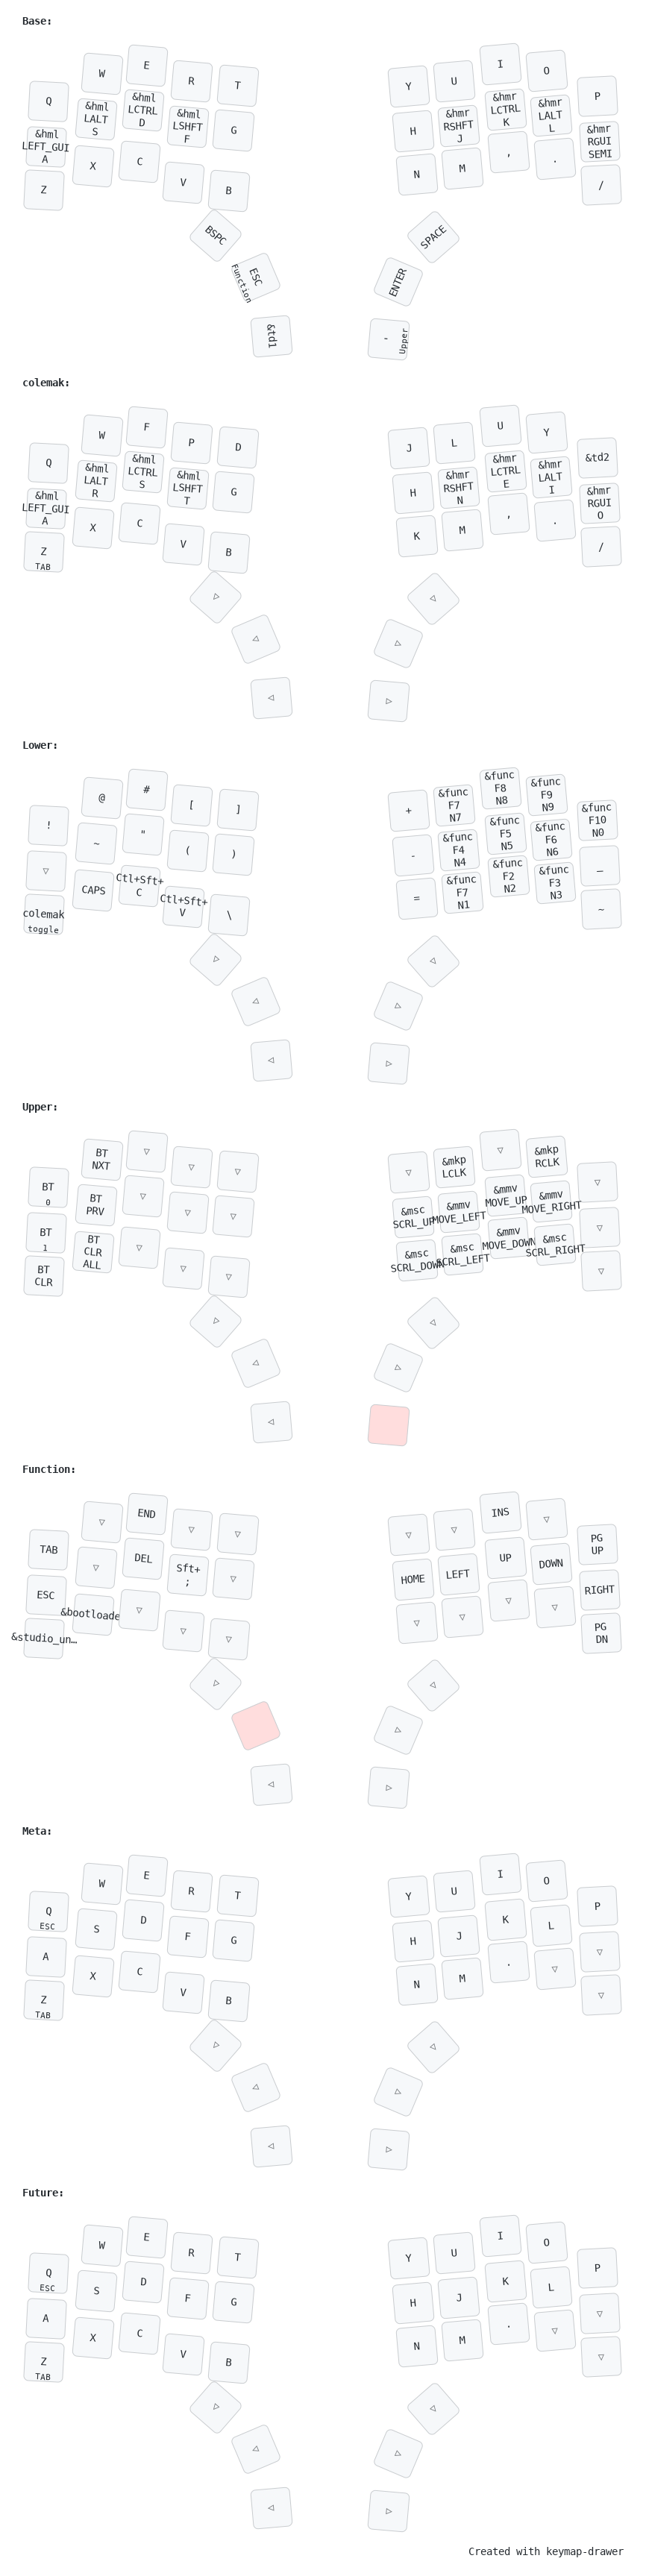 Base:
Q W E R T Y U I O P
&hml LEFT_GUI A
&hml LALT S
&hml LCTRL D
&hml LSHFT F
G H
&hmr RSHFT J
&hmr LCTRL K
&hmr LALT L
&hmr RGUI SEMI
Z X C V B N M , . /
BSPC SPACE
ESC Function
ENTER
&td1
- Upper
colemak:
Q W F P D J L U Y &td2
&hml LEFT_GUI A
&hml LALT R
&hml LCTRL S
&hml LSHFT T
G H
&hmr RSHFT N
&hmr LCTRL E
&hmr LALT I
&hmr RGUI O
Z TAB
X C V B K M , . /
▷ ◁
◁ ▷
◁ ▷
Lower:
! @ # [ ] +
&func F7 N7
&func F8 N8
&func F9 N9
&func F10 N0
▽ ~ " ( ) -
&func F4 N4
&func F5 N5
&func F6 N6
_
colemak toggle
CAPS
Ctl+Sft+ C
Ctl+Sft+ V
\ =
&func F7 N1
&func F2 N2
&func F3 N3
~
▷ ◁
◁ ▷
◁ ▷
Upper:
BT 0
BT NXT
▽ ▽ ▽ ▽
&mkp LCLK
▽
&mkp RCLK
▽
BT 1
BT PRV
▽ ▽ ▽
&msc SCRL_UP
&mmv MOVE_LEFT
&mmv MOVE_UP
&mmv MOVE_RIGHT
▽
BT CLR
BT CLR ALL
▽ ▽ ▽
&msc SCRL_DOWN
&msc SCRL_LEFT
&mmv MOVE_DOWN
&msc SCRL_RIGHT
▽
▷ ◁
◁ ▷
◁
Function:
TAB ▽ END ▽ ▽ ▽ ▽ INS ▽ PG UP
ESC ▽ DEL
Sft+ ;
▽ HOME LEFT UP DOWN RIGHT
&studio_un… &bootloade ▽ ▽ ▽ ▽ ▽ ▽ ▽ PG DN
▷ ◁
▷
◁ ▷
Meta:
Q ESC
W E R T Y U I O P
A S D F G H J K L ▽
Z TAB
X C V B N M . ▽ ▽
▷ ◁
◁ ▷
◁ ▷
Future:
Q ESC
W E R T Y U I O P
A S D F G H J K L ▽
Z TAB
X C V B N M . ▽ ▽
▷ ◁
◁ ▷
◁ ▷
Created with keymap-drawer